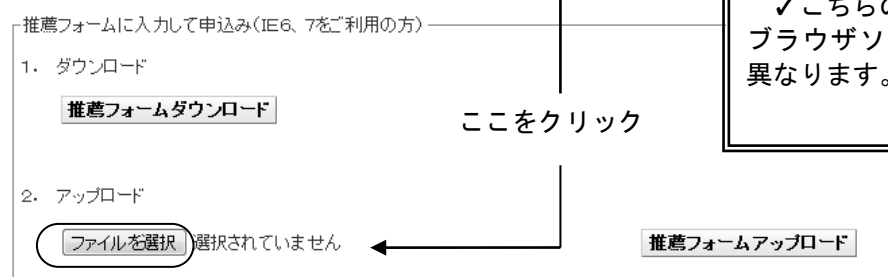 推薦フォームに入力して申込み(IE6、7をご利用の方)
1. ダウンロード
推薦フォームダウンロード
ここをクリック
✓こちらの
ブラウザソ
異なります。
2. アップロード
ファイルを選択 選択されていません
推薦フォームアップロード